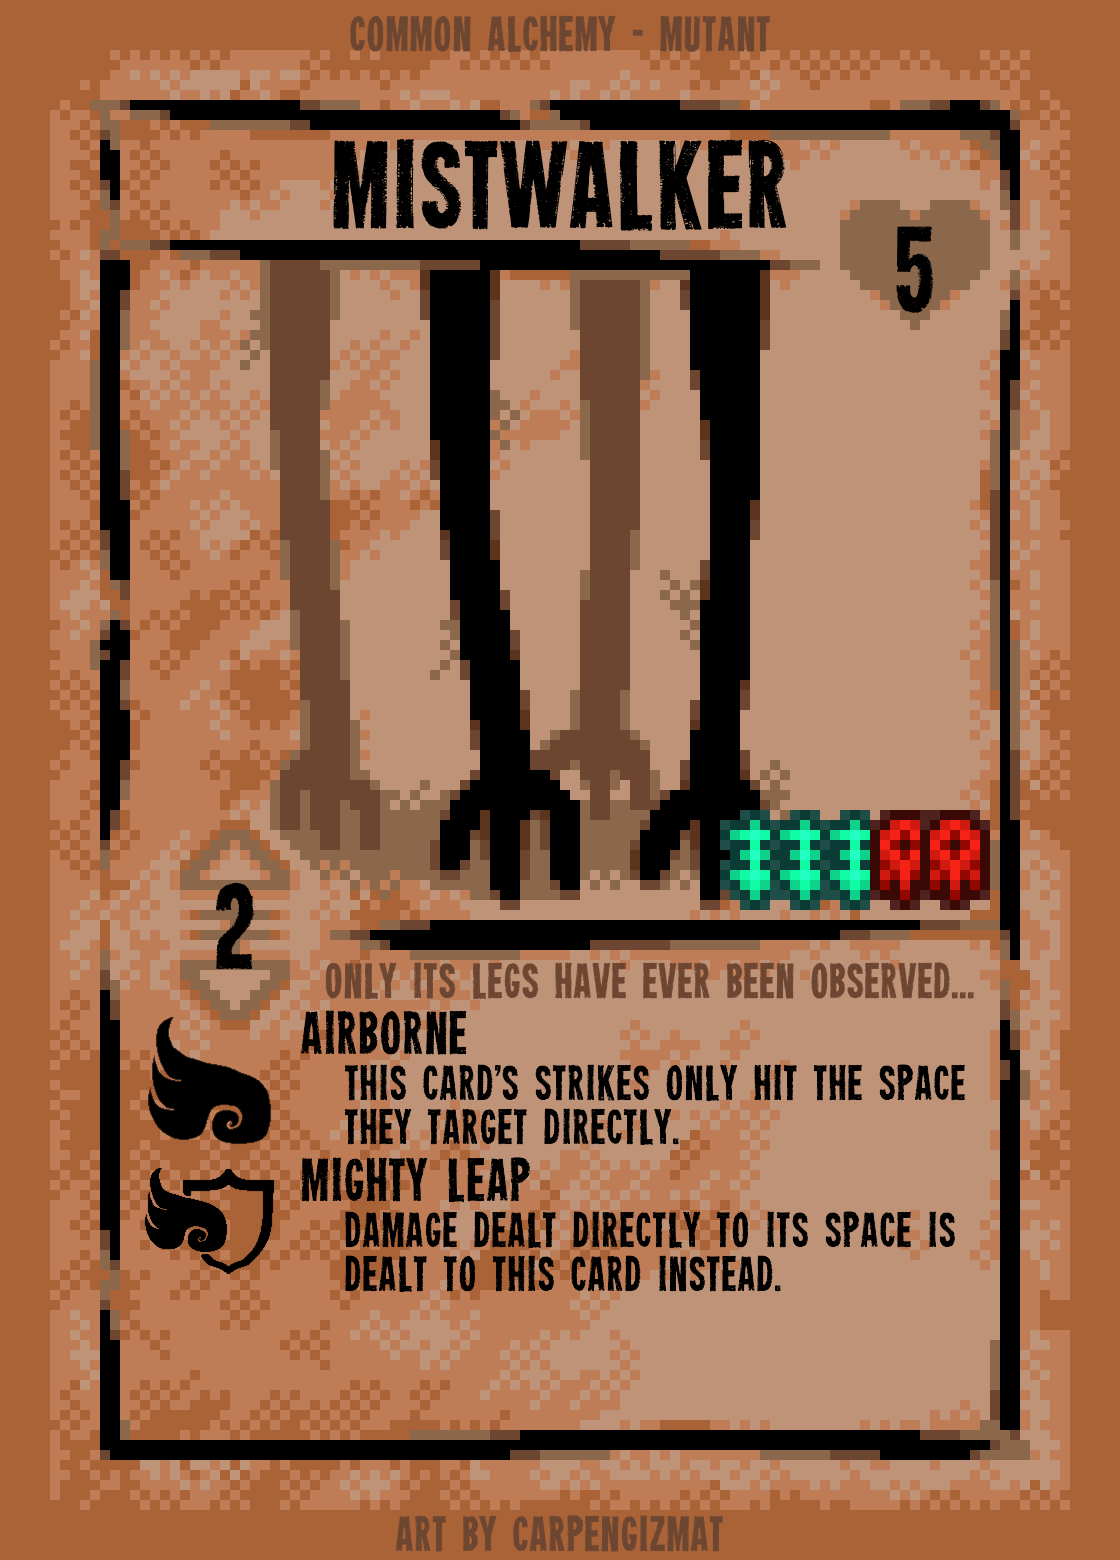 COMMON ALCHEMY - MUTANT
MISTWALKER
5
2
ONLY ITS LEGS HAVE EVER BEEN OBSERVED...
AIRBORNE
THIS CARD'S STRIKES ONLY HIT THE SPACE
THEY TARGET DIRECTLY.
MIGHTY LEAP
DAMAGE DEALT DIRECTLY TO ITS SPACE IS
DEALT TO THIS CARD INSTEAD.
ART BY CARPENGIZMAT